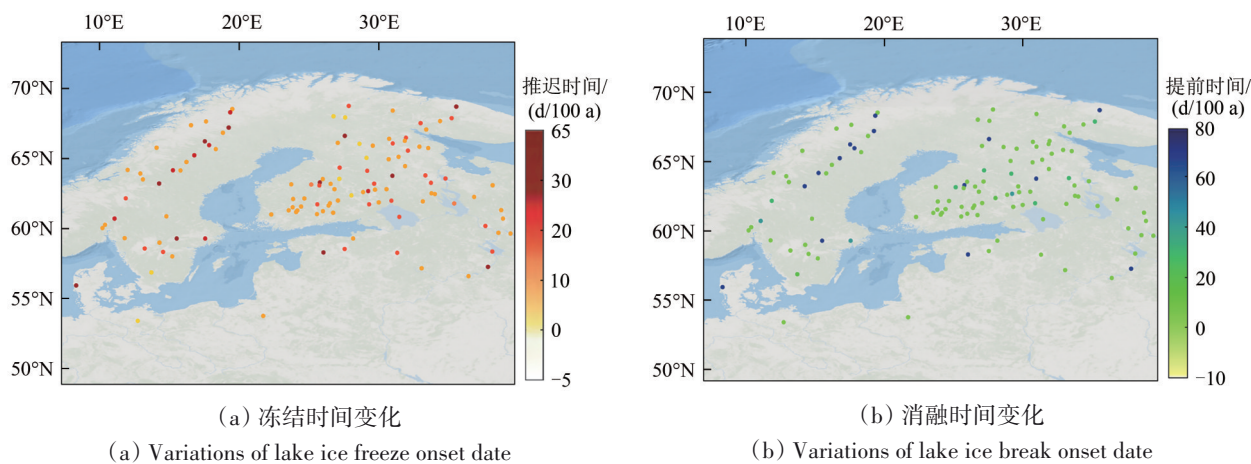 10°E 20°E 30°E
70°N
65°N
60°N
55°N
50°N
推迟时间/
(d/100 a)
65
30
20
10
0
−5
(a) 冻结时间变化
(a) Variations of lake ice freeze onset date
10°E 20°E 30°E
70°N
65°N
60°N
55°N
50°N
提前时间/
(d/100 a)
80
60
40
20
0
−10
(b) 消融时间变化
(b) Variations of lake ice break onset date